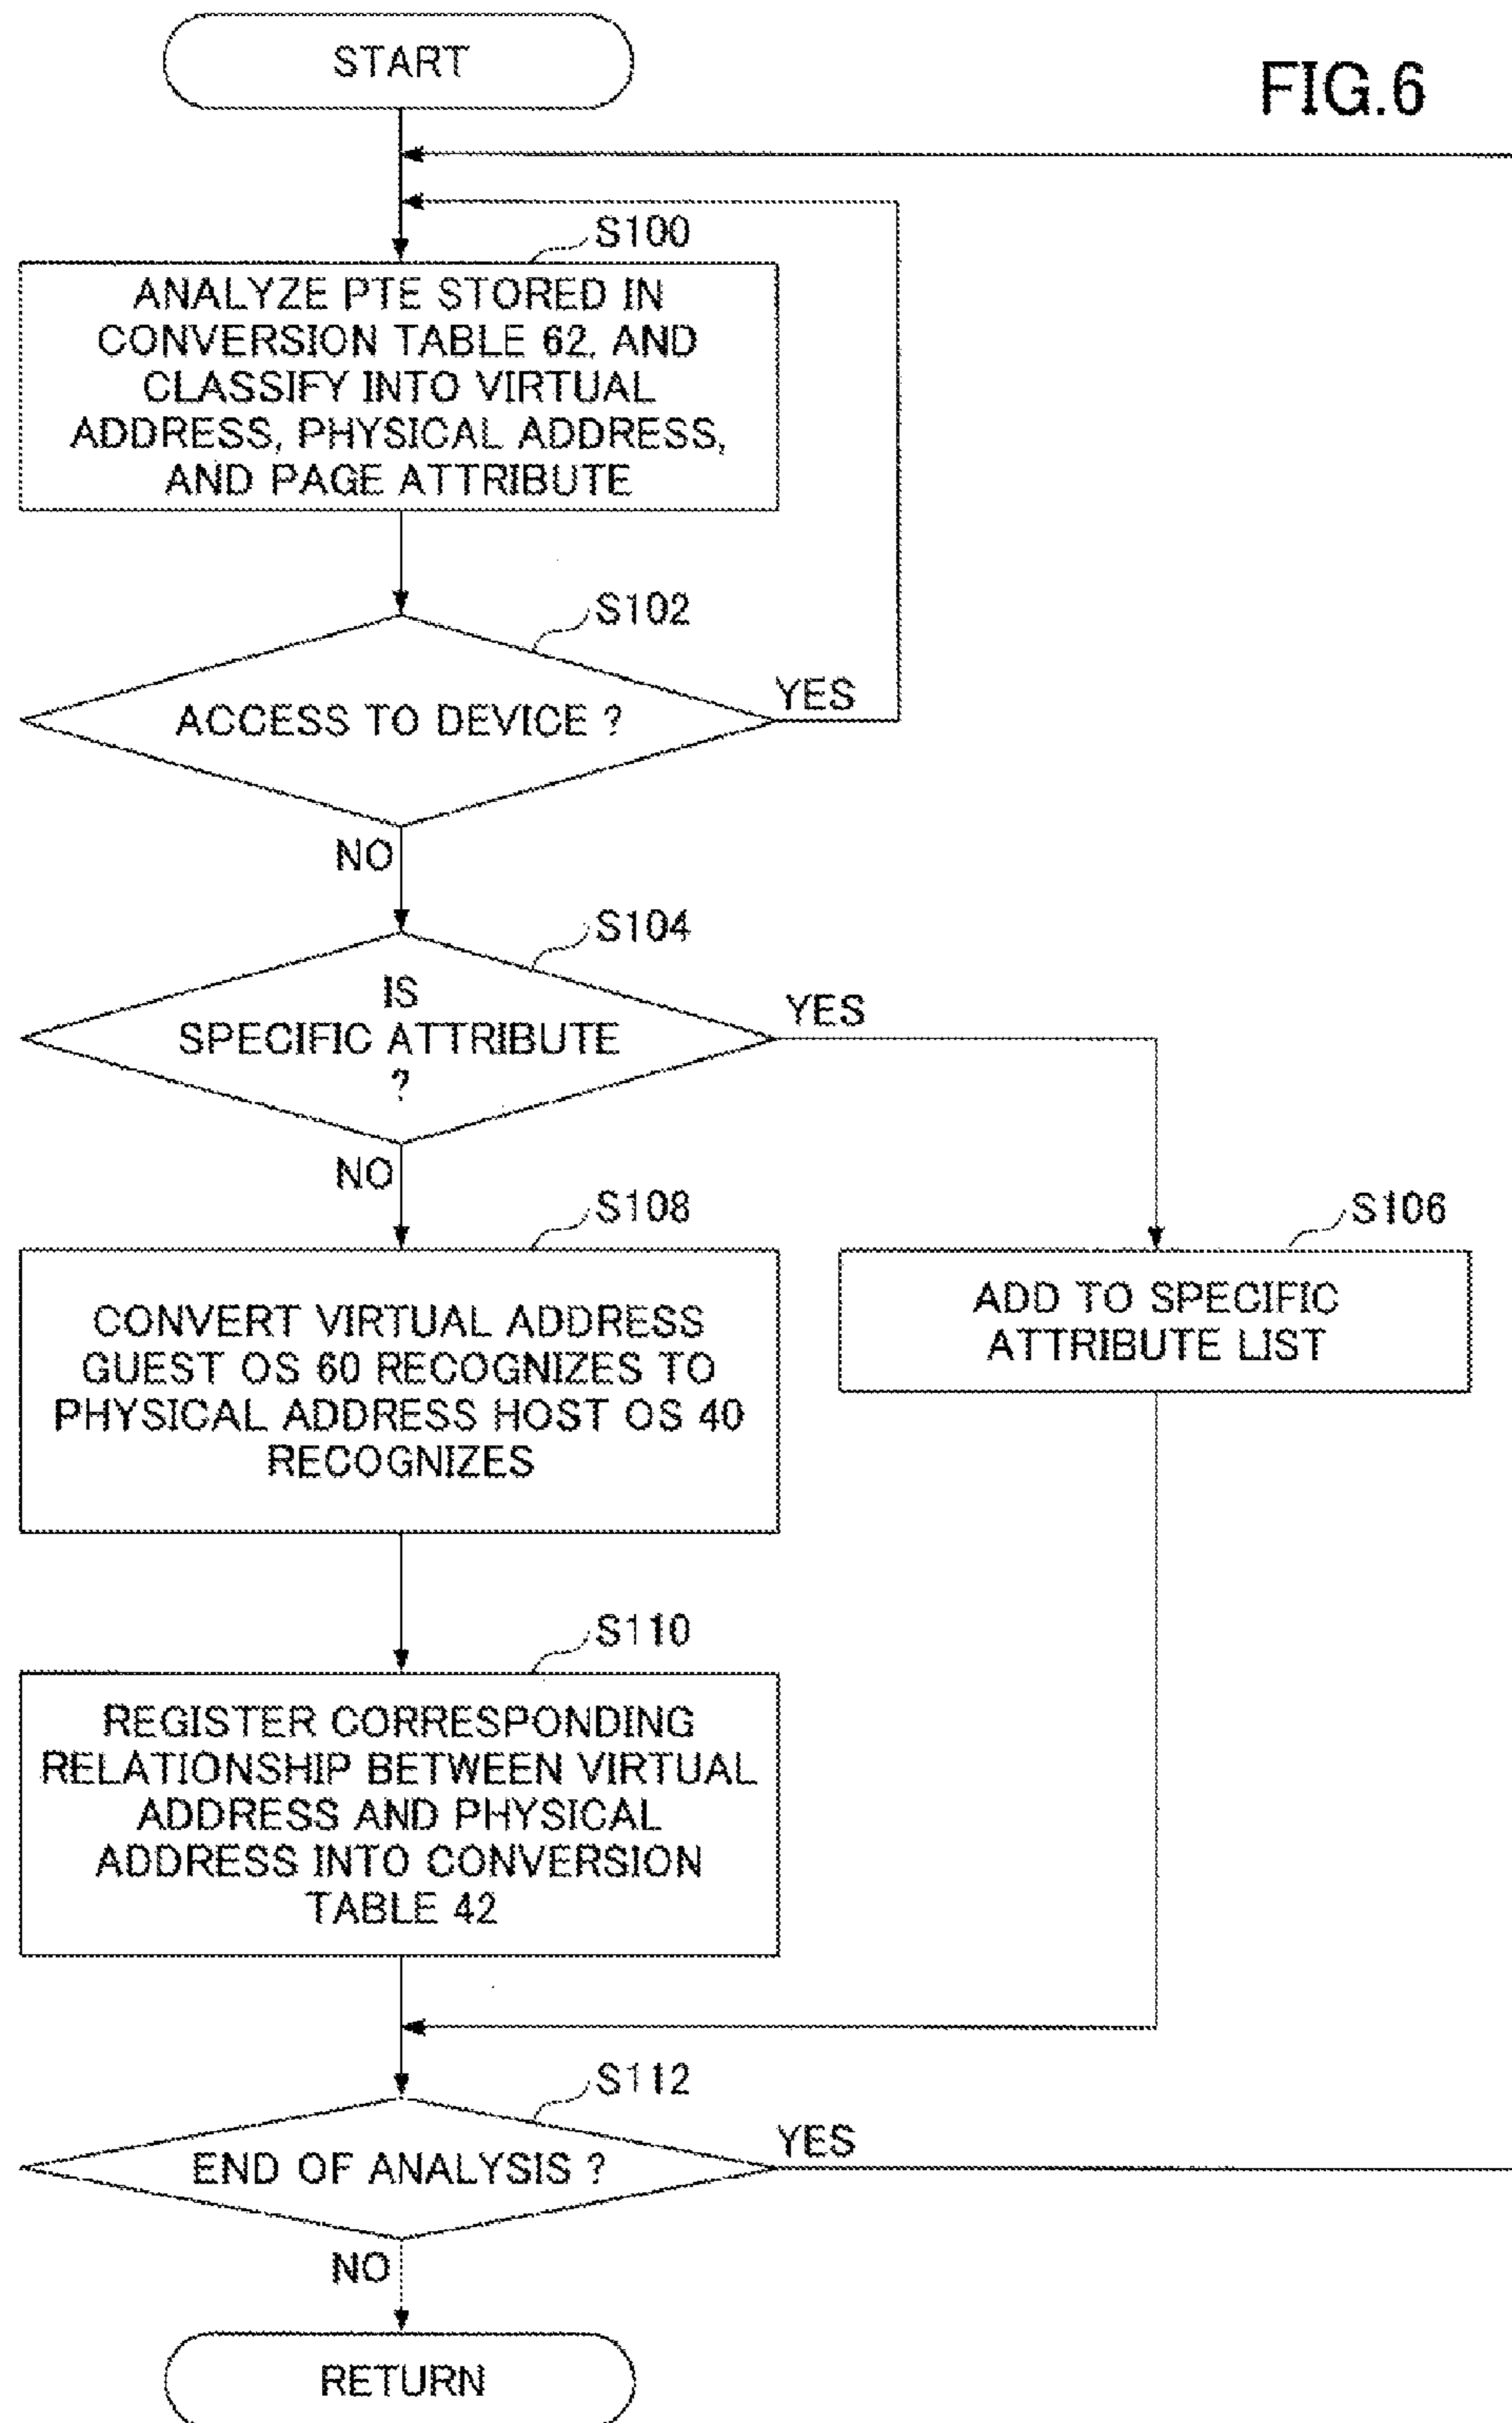 START
FIG.6
S100
ANALYZE PTE STORED IN
CONVERSION TABLE 62, AND
CLASSIFY INTO VIRTUAL
ADDRESS, PHYSICAL ADDRESS,
AND PAGE ATTRIBUTE
S102
ACCESS TO DEVICE ?
YES
NO
S104
IS
SPECIFIC ATTRIBUTE
?
YES
NO
S108
CONVERT VIRTUAL ADDRESS
GUEST OS 60 RECOGNIZES TO
PHYSICAL ADDRESS HOST OS 40
RECOGNIZES
S106
ADD TO SPECIFIC
ATTRIBUTE LIST
S110
REGISTER CORRESPONDING
RELATIONSHIP BETWEEN VIRTUAL
ADDRESS AND PHYSICAL
ADDRESS INTO CONVERSION
TABLE 42
S112
END OF ANALYSIS ?
YES
NO
RETURN